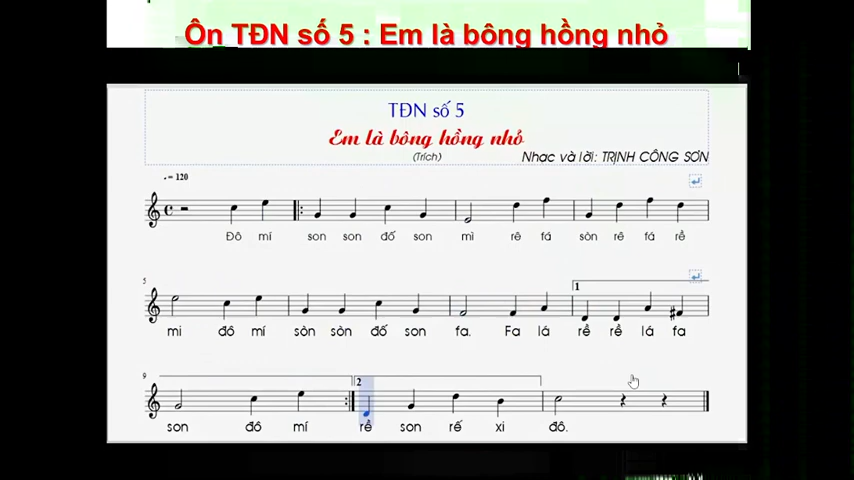 Ôn TĐN số 5 : Em là bông hồng nhỏ
TĐN số 5
Em là bông hồng nhỏ
(Trích)
Nhạc và lời: TRỊNH CÔNG SƠN
= 120
Đô mí son son đố son mì rê fá sòn rê fá rề
5
1
mi đô mí sòn sòn đố son fa. Fa lá rề rề lá fa
9
2
son đô mí rề son rế xi đô.